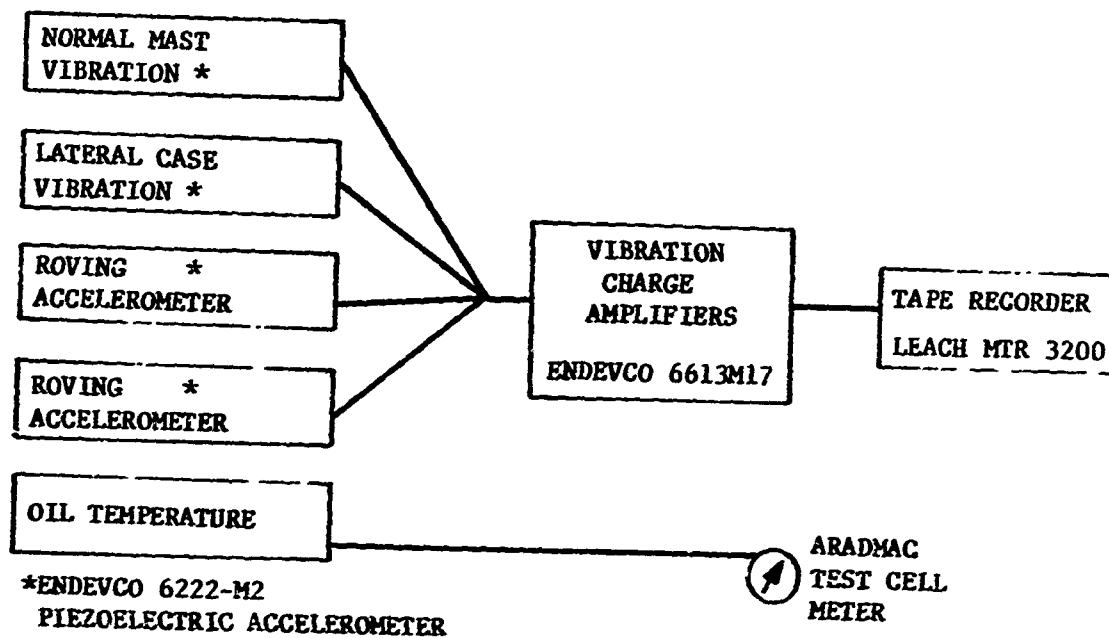 NORMAL MAST
VIBRATION *
LATERAL CASE
VIBRATION *
ROVING *
ACCELEROMETER
ROVING *
ACCELEROMETER
OIL TEMPERATURE
*ENDEVCO 6222-M2
PIEZOELECTRIC ACCELEROMETER
VIBRATION
CHARGE
AMPLIFIERS
ENDEVCO 6613M17
TAPE RECORDER
LEACH MTR 3200
ARADMAC
TEST CELL
METER